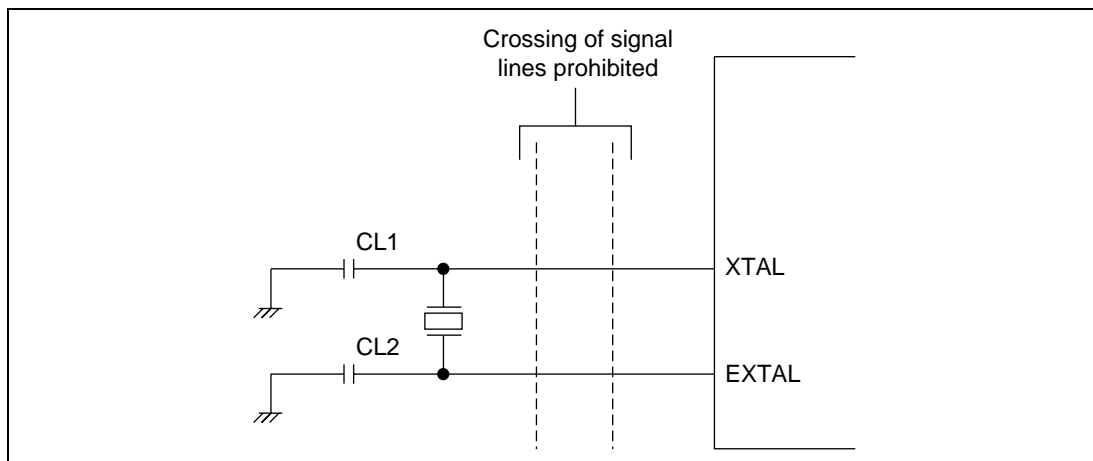 Crossing of signal
lines prohibited
CL1
XTAL
CL2
EXTAL